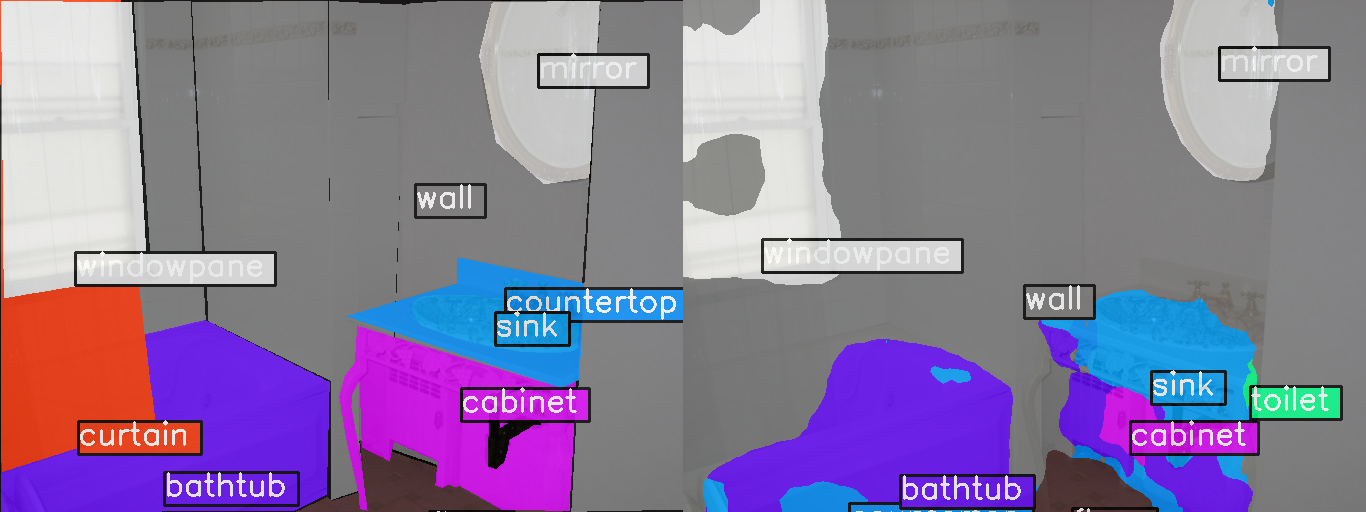 mirror
wall
windowpane
countertop
sink
cabinet
curtain
bathtub
mirror
windowpane
wall
sink
toilet
cabinet
bathtub